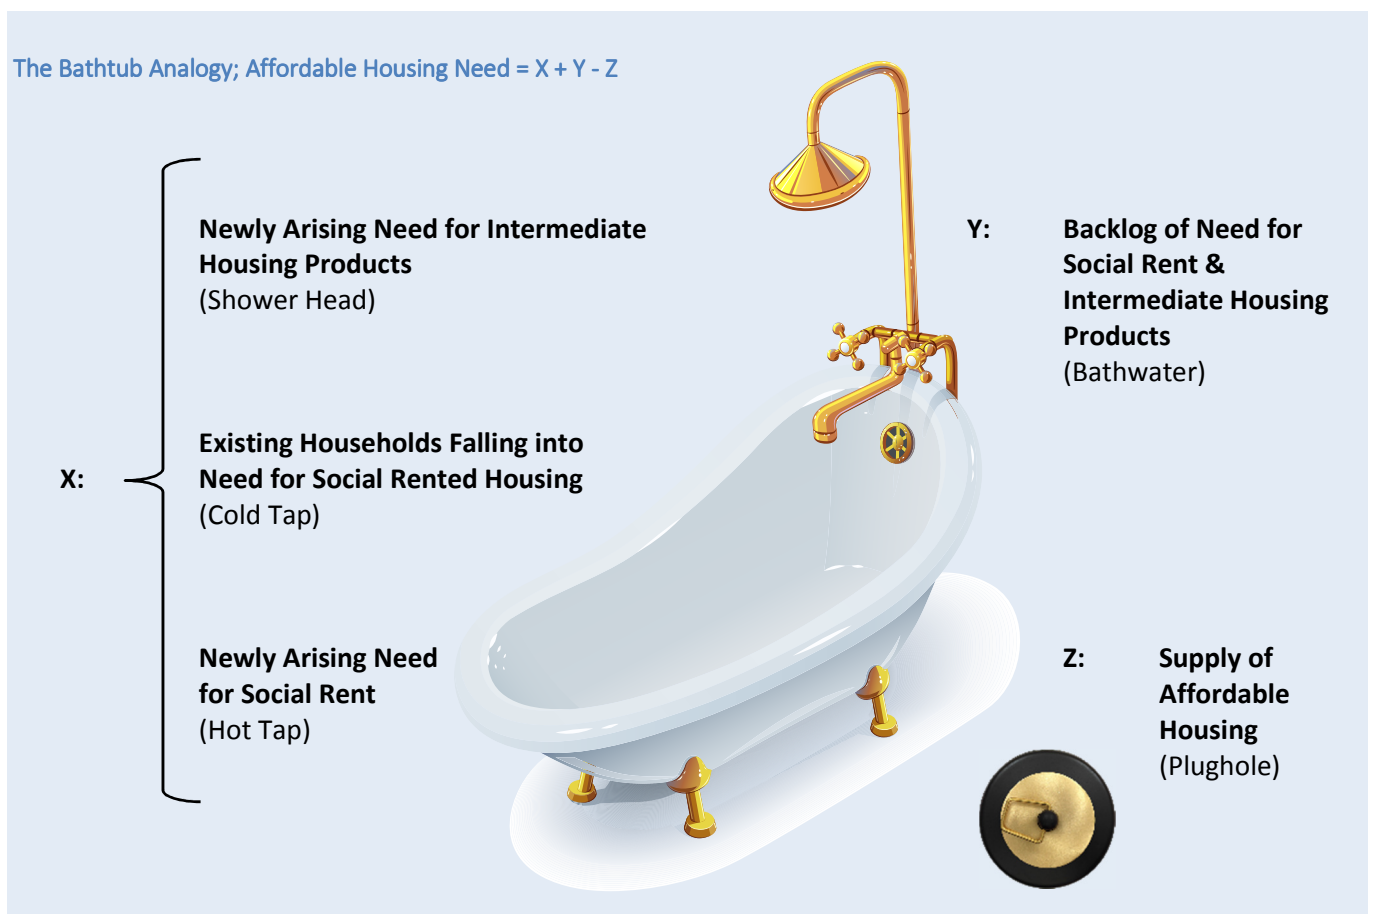 The Bathtub Analogy; Affordable Housing Need = X + Y - Z
X:
Newly Arising Need for Intermediate
Housing Products
(Shower Head)
Existing Households Falling into
Need for Social Rented Housing
(Cold Tap)
Newly Arising Need
for Social Rent
(Hot Tap)
Y:
Backlog of Need for
Social Rent &
Intermediate Housing
Products
(Bathwater)
Z:
Supply of
Affordable
Housing
(Plughole)